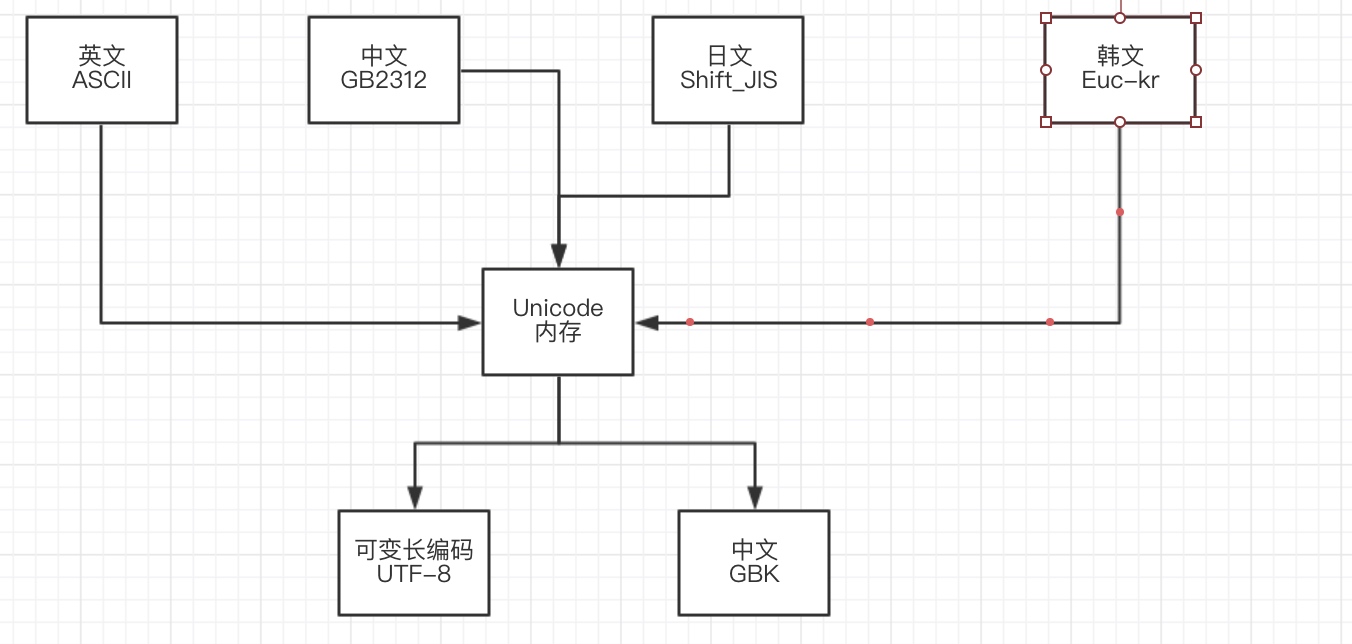 英文
ASCII
中文
GB2312
日文
Shift_JIS
韩文
Euc-kr
Unicode
内存
可变长编码
UTF-8
中文
GBK